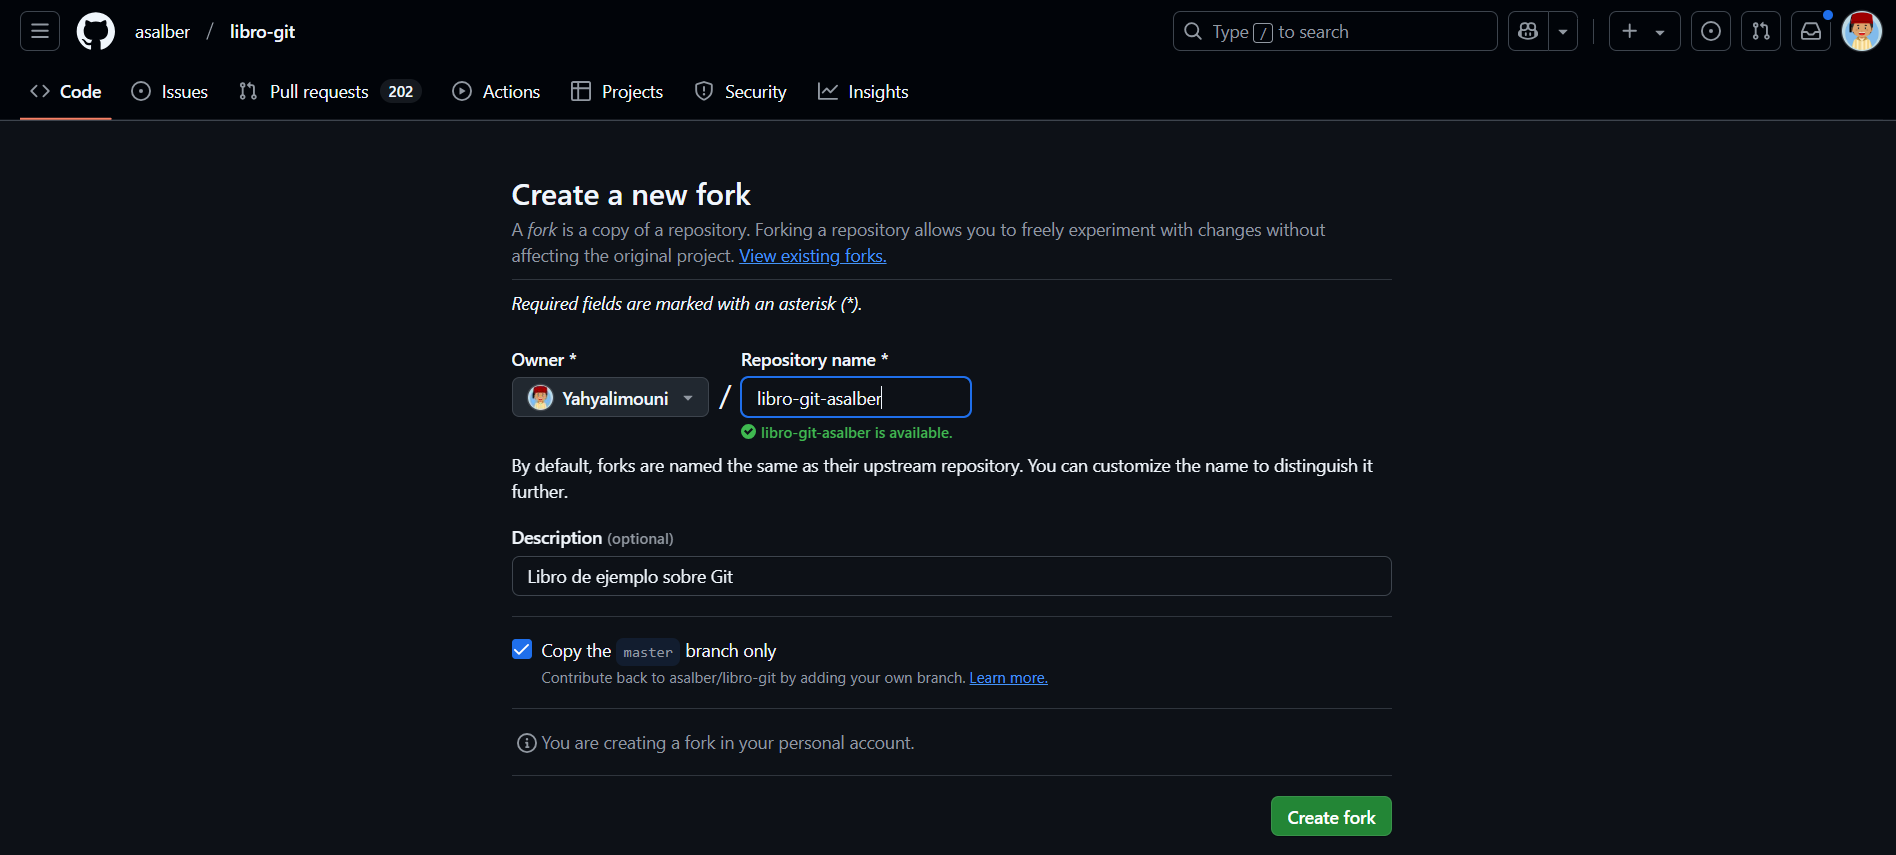 asalber / libro-git
Type / to search
Code Issues Pull requests 202 Actions Projects Security Insights
Create a new fork
A fork is a copy of a repository. Forking a repository allows you to freely experiment with changes without
affecting the original project. View existing forks.
Required fields are marked with an asterisk (*).
Owner * Repository name *
Yahyalimouni / libro-git-asalber
libro-git-asalber is available.
By default, forks are named the same as their upstream repository. You can customize the name to distinguish it
further.
Description (optional)
Libro de ejemplo sobre Git
Copy the master branch only
Contribute back to asalber/libro-git by adding your own branch. Learn more.
You are creating a fork in your personal account.
Create fork